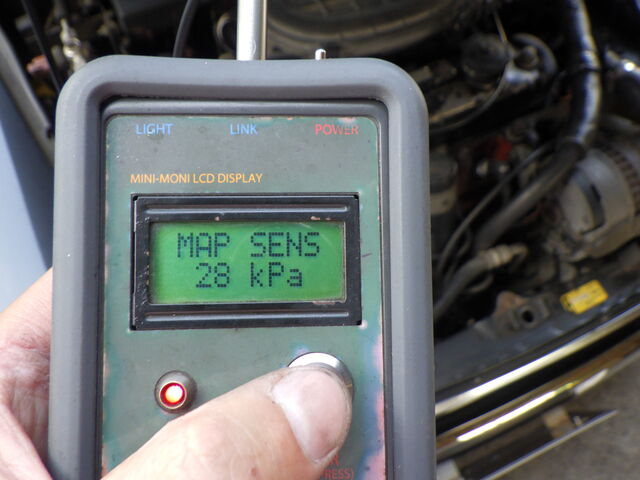 LIGHT LINK POWER
MINI-MONI LCD DISPLAY
MAP SENS
28 kPa